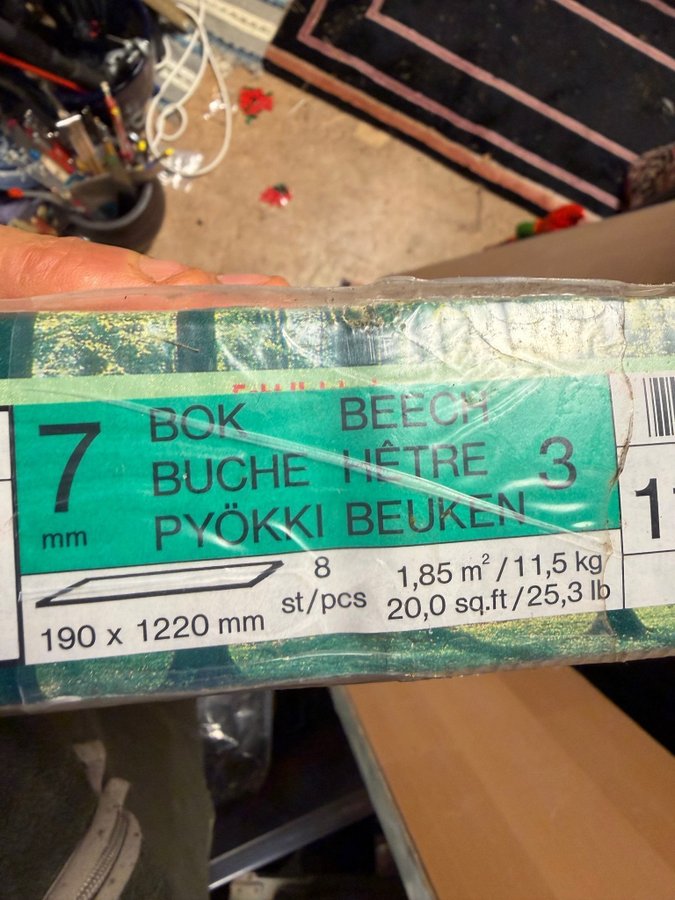 7
mm
BOK BEECH
BUCHE HÊTRE
PYÖKKI BEUKEN
3
190 x 1220 mm
8
st/pcs
1,85 m² / 11,5 kg
20,0 sq.ft / 25,3 lb